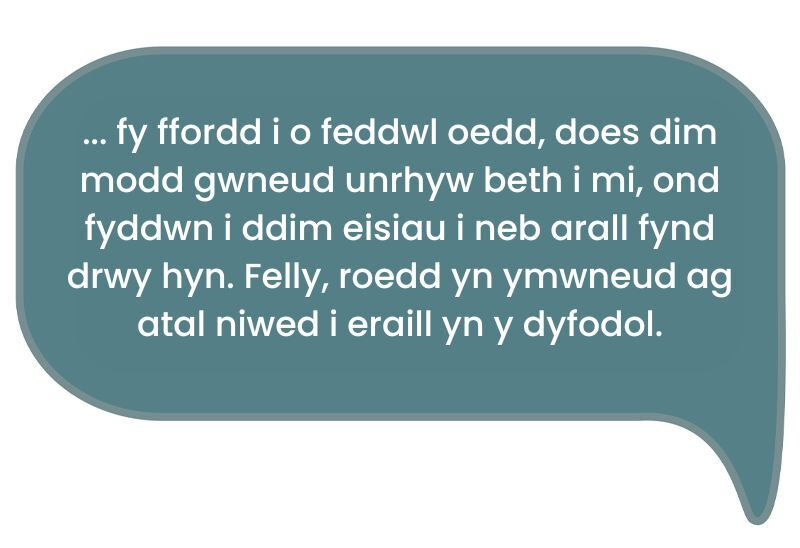 ... fy ffordd i o feddwl oedd, does dim
modd gwneud unrhyw beth i mi, ond
fyddwn i ddim eisiau i neb arall fynd
drwy hyn. Felly, roedd yn ymwneud ag
atal niwed i eraill yn y dyfodol.